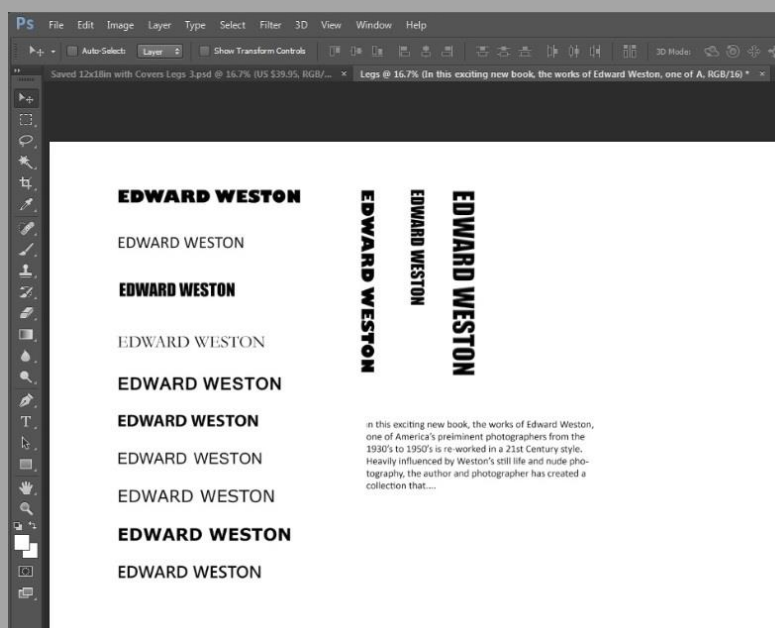 Ps File Edit Image Layer Type Select Filter 3D View Window Help
Auto-Select: Layer Show Transform Controls 3D Mode:
Saved 12x18in with Covers Legs 3.psd @ 16.7% (US $39.95, RGB/... × Legs @ 16.7% (In this exciting new book, the works of Edward Weston, one of A, RGB/16) * ×
EDWARD WESTON
EDWARD WESTON
EDWARD WESTON
EDWARD WESTON
EDWARD WESTON
EDWARD WESTON
EDWARD WESTON
EDWARD WESTON
EDWARD WESTON
EDWARD WESTON
EDWARD WESTON
EDWARD WESTON
EDWARD WESTON
In this exciting new book, the works of Edward Weston,
one of America's preiminent photographers from the
1930's to 1950's is re-worked in a 21st Century style.
Heavily influenced by Weston's still life and nude pho-
tography, the author and photographer has created a
collection that....